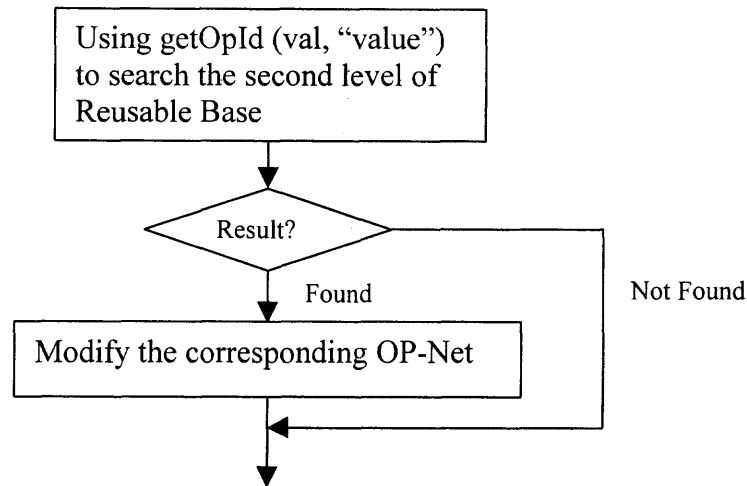 Using getOpId (val, “value”)
to search the second level of
Reusable Base
Result?
Found
Not Found
Modify the corresponding OP-Net